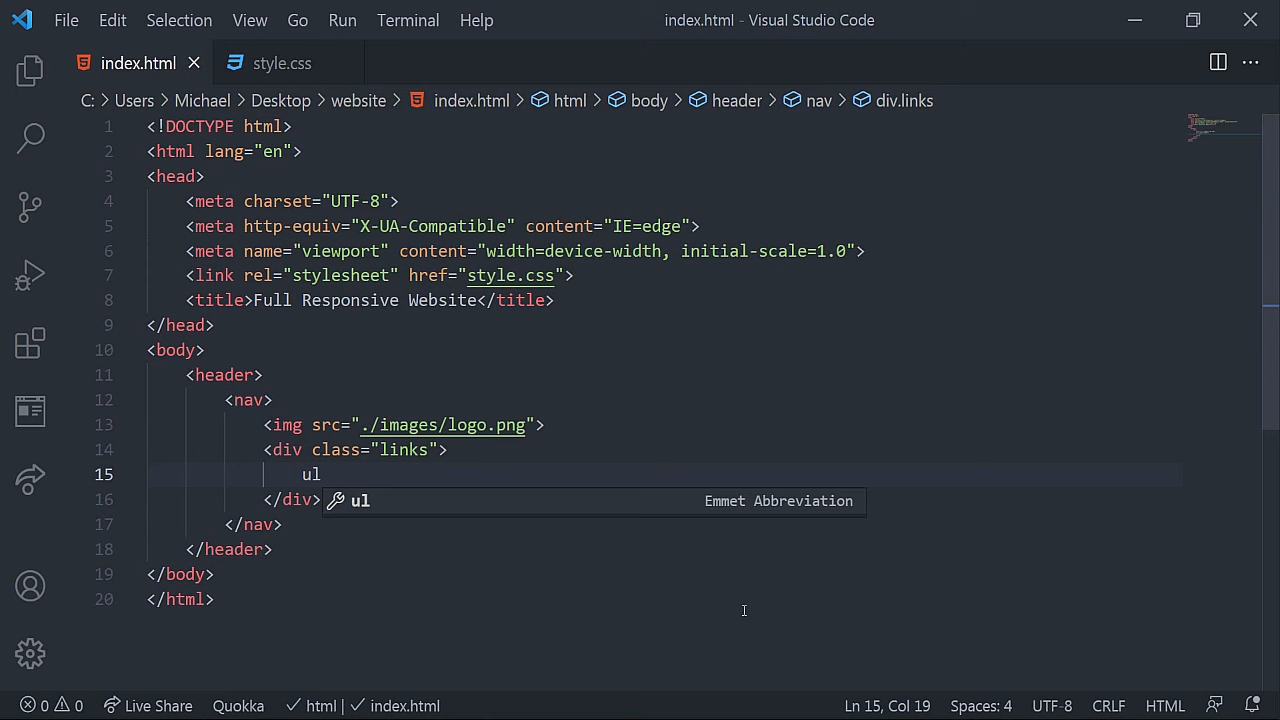 File Edit Selection View Go Run Terminal Help index.html - Visual Studio Code
index.html style.css
C: > Users > Michael > Desktop > website > index.html > html > body > header > nav > div.links
1 <!DOCTYPE html>
2 <html lang="en">
3 <head>
4 <meta charset="UTF-8">
5 <meta http-equiv="X-UA-Compatible" content="IE=edge">
6 <meta name="viewport" content="width=device-width, initial-scale=1.0">
7 <link rel="stylesheet" href="style.css">
8 <title>Full Responsive Website</title>
9 </head>
10 <body>
11 <header>
12 <nav>
13 <img src="./images/logo.png">
14 <div class="links">
15 ul
16 </div>
ul Emmet Abbreviation
17 </nav>
18 </header>
19 </body>
20 </html>
0 0 Live Share Quokka html | index.html Ln 15, Col 19 Spaces: 4 UTF-8 CRLF HTML